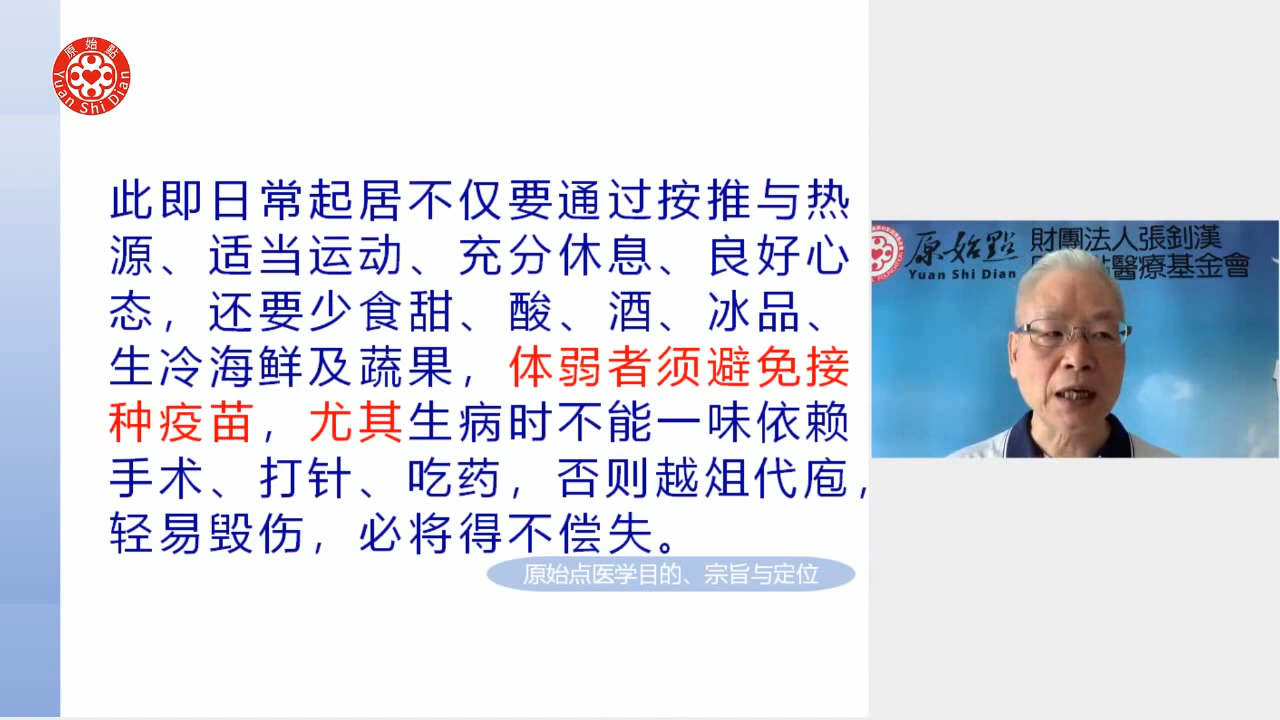 原始點
Yuan Shi Dian
此即日常起居不仅要通过按推与热
源、适当运动、充分休息、良好心
态，还要少食甜、酸、酒、冰品、
生冷海鲜及蔬果，体弱者须避免接
种疫苗，尤其生病时不能一味依赖
手术、打针、吃药，否则越俎代庖，
轻易毁伤，必将得不偿失。
原始点医学目的、宗旨与定位
原始點
Yuan Shi Dian
財團法人張釗漢
醫療基金會